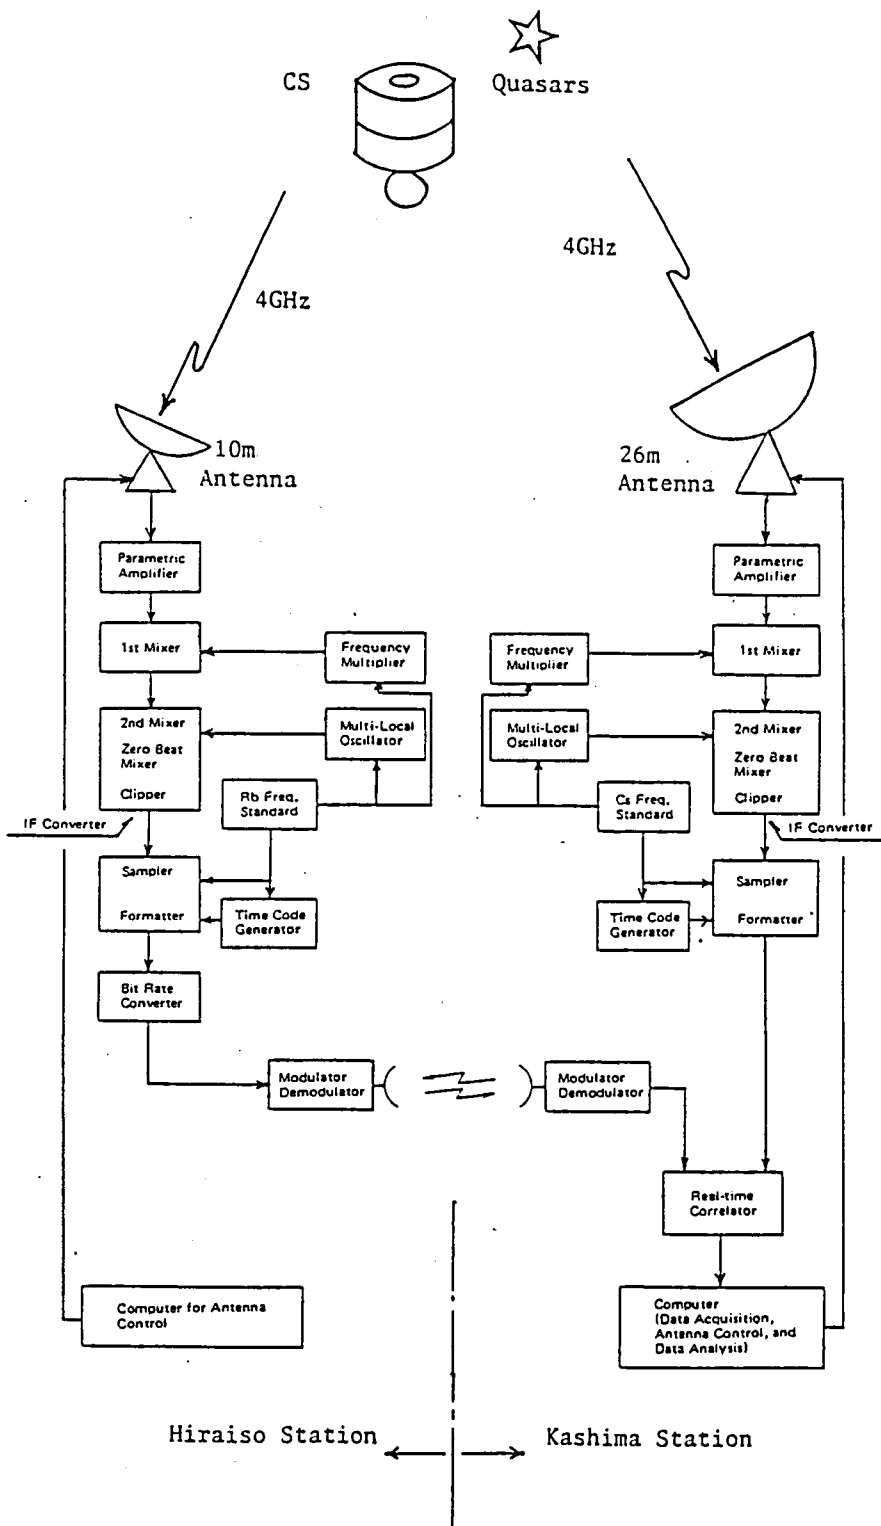 CS
Quasars
4GHz
4GHz
10m
Antenna
26m
Antenna
Parametric
Amplifier
Parametric
Amplifier
1st Mixer
Frequency
Multiplier
Frequency
Multiplier
1st Mixer
2nd Mixer
Zero Beat
Mixer
Clipper
Multi-Local
Oscillator
Multi-Local
Oscillator
2nd Mixer
Zero Beat
Mixer
Clipper
Rb Freq.
Standard
Cs Freq.
Standard
IF Converter
IF Converter
Sampler
Formatter
Time Code
Generator
Time Code
Generator
Sampler
Formatter
Bit Rate
Converter
Modulator
Demodulator
Modulator
Demodulator
Real-time
Correlator
Computer for Antenna
Control
Computer
(Data Acquisition,
Antenna Control, and
Data Analysis)
Hiraiso Station
Kashima Station